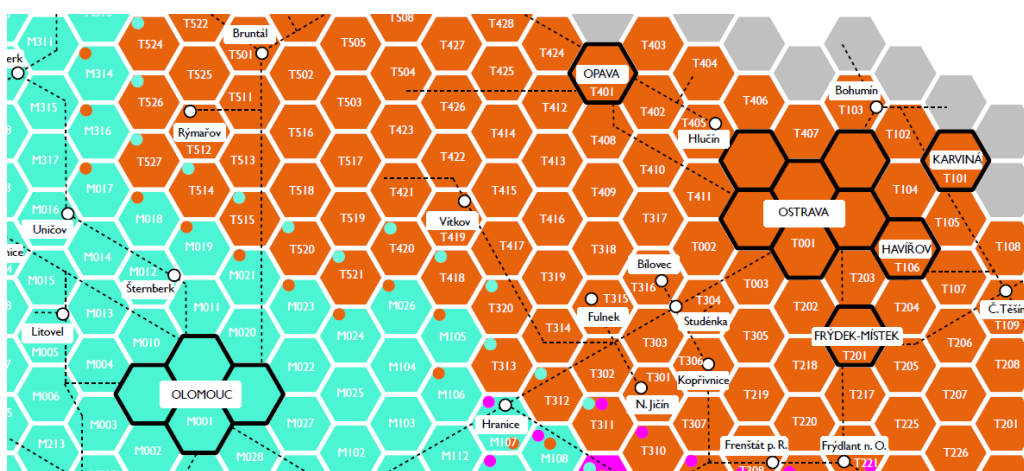 T522
T508
T428
Bruntál
M311
T524
T505
T427
T403
T501
T424
erk
T404
M314
T525
T502
T504
T425
OPAVA
T401
Bohumín
M315
T526
T511
T503
T426
T412
T402
T406
T103
M316
Rýmařov
T516
T423
T414
T405
Hlučín
T407
T102
T512
T408
M317
T527
T513
T517
T422
T413
T410
KARVINÁ
T101
M017
T514
T518
T421
T415
T409
T411
T104
M016
Uničov
M018
T515
T519
Vítkov
T416
T317
OSTRAVA
T105
nice
M019
T520
T420
T419
T417
T318
T002
T001
HAVÍŘOV
T106
T108
M014
M012
Šternberk
M021
T521
T418
T319
Bílovec
T316
T003
T203
M015
T107
Č. Těšín
M013
M011
M023
M026
T320
T315
Fulnek
T304
Studénka
T202
T204
Litovel
M010
M020
M024
M105
T314
T303
T305
FRÝDEK-MÍSTEK
T109
M005
T201
T206
M004
M022
M104
T313
T302
T306
T301
Kopřivnice
T218
T205
T208
M006
OLOMOUC
M025
M106
T312
N. Jičín
T219
T217
T207
M003
M001
M027
M103
Hranice
T311
T307
T220
T225
T201
M213
M002
M028
M102
M112
M107
M108
T310
Frenštát p. R.
Frýdlant n. O.
T208
T221
T226